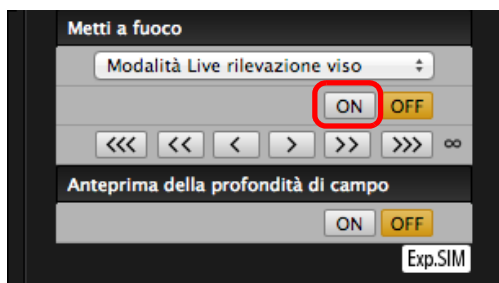 Metti a fuoco
Modalità Live rilevazione viso
ON OFF
<<< << < > >> >>> ∞
Anteprima della profondità di campo
ON OFF
Exp.SIM